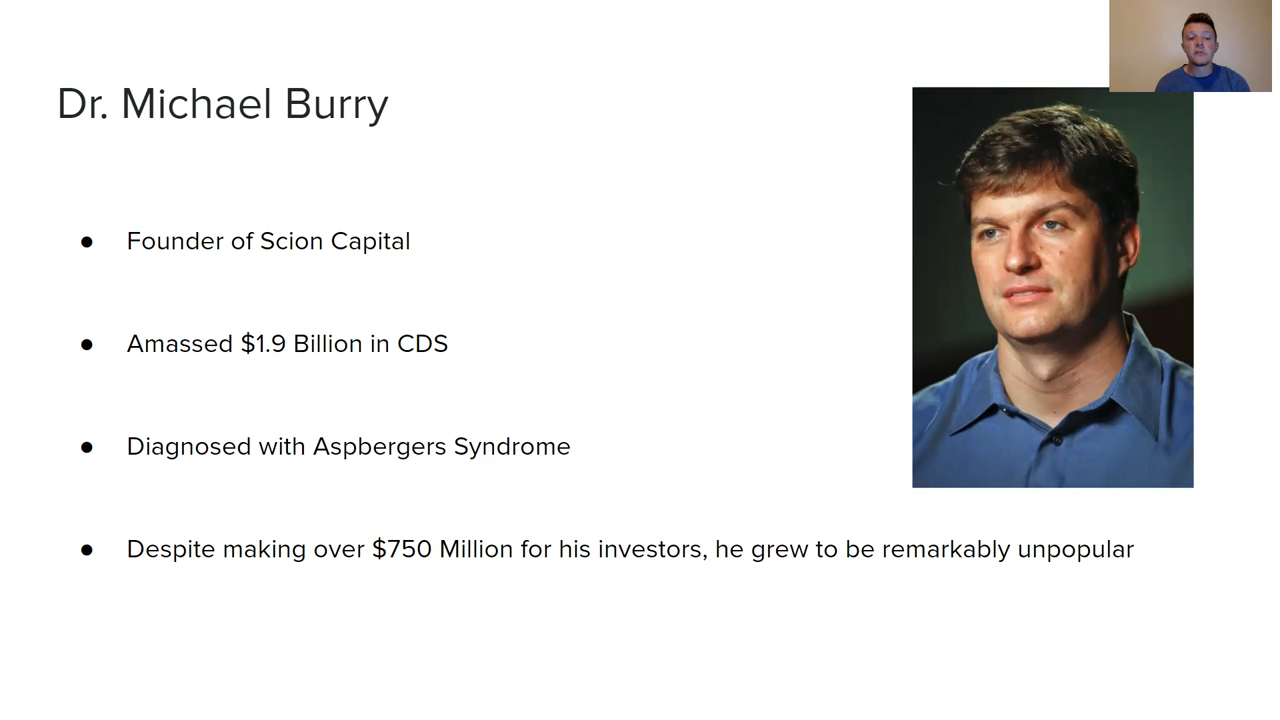 Dr. Michael Burry
● Founder of Scion Capital
● Amassed $1.9 Billion in CDS
● Diagnosed with Aspbergers Syndrome
● Despite making over $750 Million for his investors, he grew to be remarkably unpopular